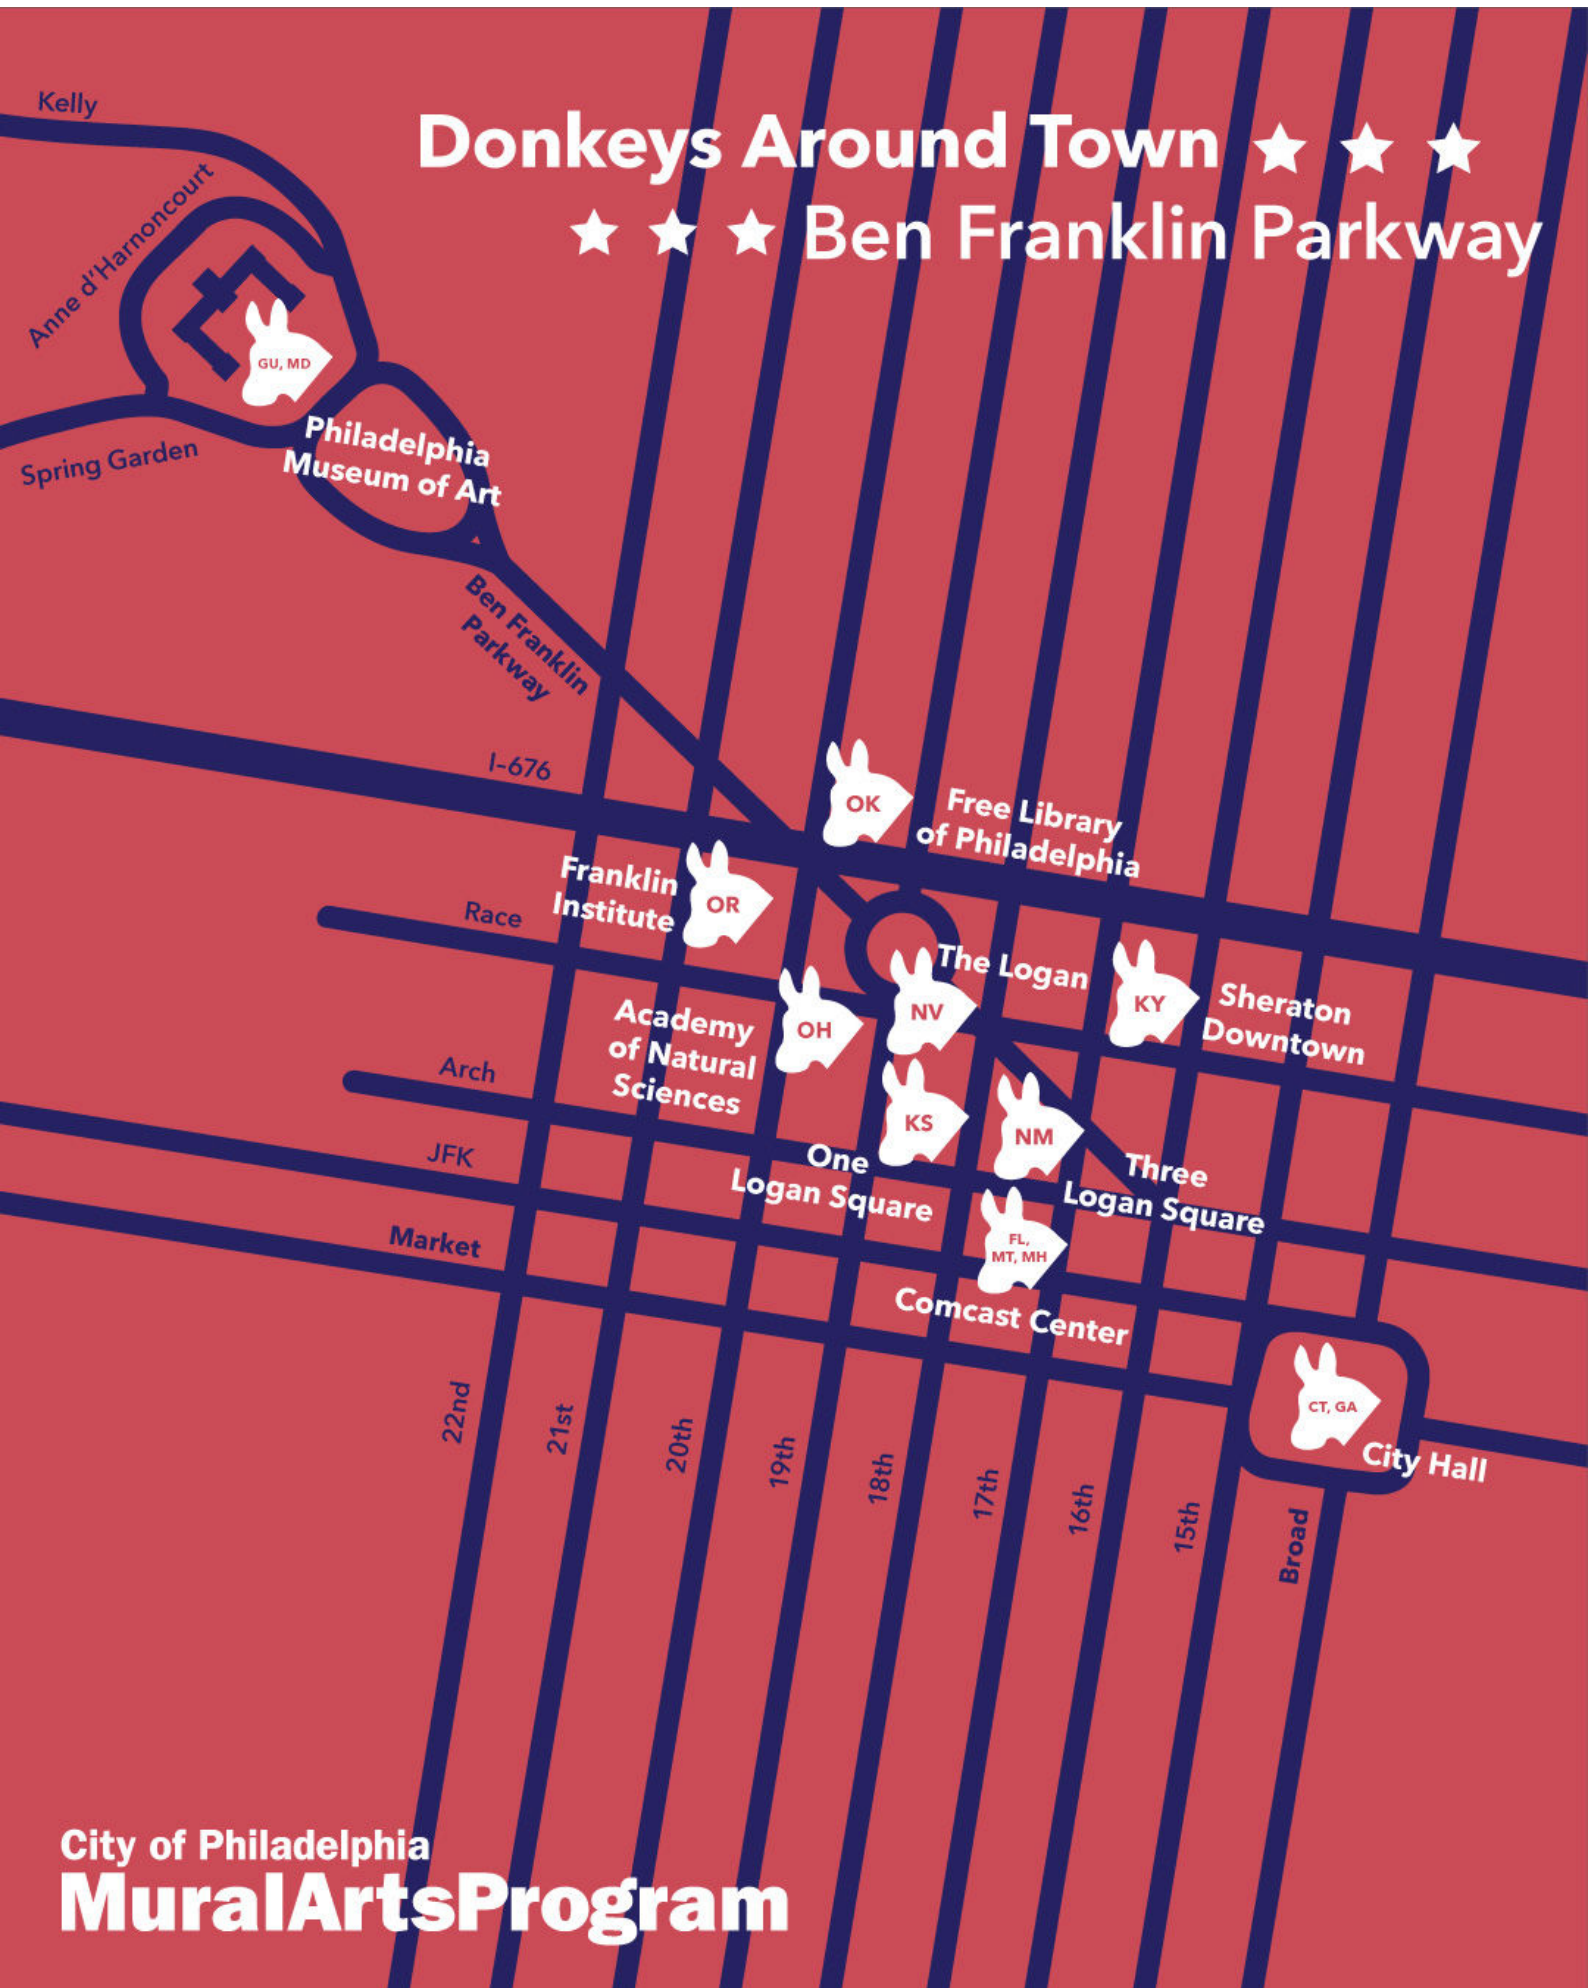 Kelly
Donkeys Around Town
Ben Franklin Parkway
Anne d'Harnoncourt
GU, MD
Philadelphia
Museum of Art
Spring Garden
Ben Franklin
Parkway
I-676
OK
Free Library
of Philadelphia
Franklin
Institute
OR
Race
The Logan
NV
KY
Sheraton
Downtown
Academy
of Natural
Sciences
OH
Arch
KS
NM
One
Logan Square
Three
Logan Square
JFK
FL,
MT, MH
Market
Comcast Center
CT, GA
City Hall
22nd
21st
20th
19th
18th
17th
16th
15th
Broad
City of Philadelphia
MuralArtsProgram